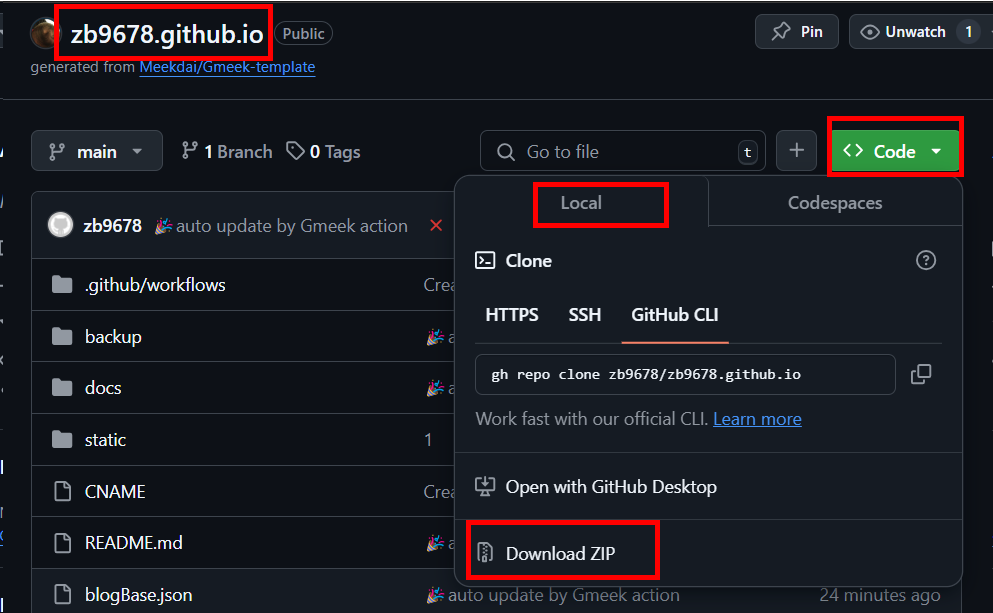 zb9678.github.io Public Pin Unwatch 1
generated from Meekdai/Gmeek-template
main 1 Branch 0 Tags Go to file t Code
Local Codespaces
zb9678 auto update by Gmeek action
Clone
.github/workflows Crea
HTTPS SSH GitHub CLI
backup a
gh repo clone zb9678/zb9678.github.io
docs a
Work fast with our official CLI. Learn more
static 1
CNAME Crea
Open with GitHub Desktop
README.md a
Download ZIP
blogBase.json auto update by Gmeek action 24 minutes ago